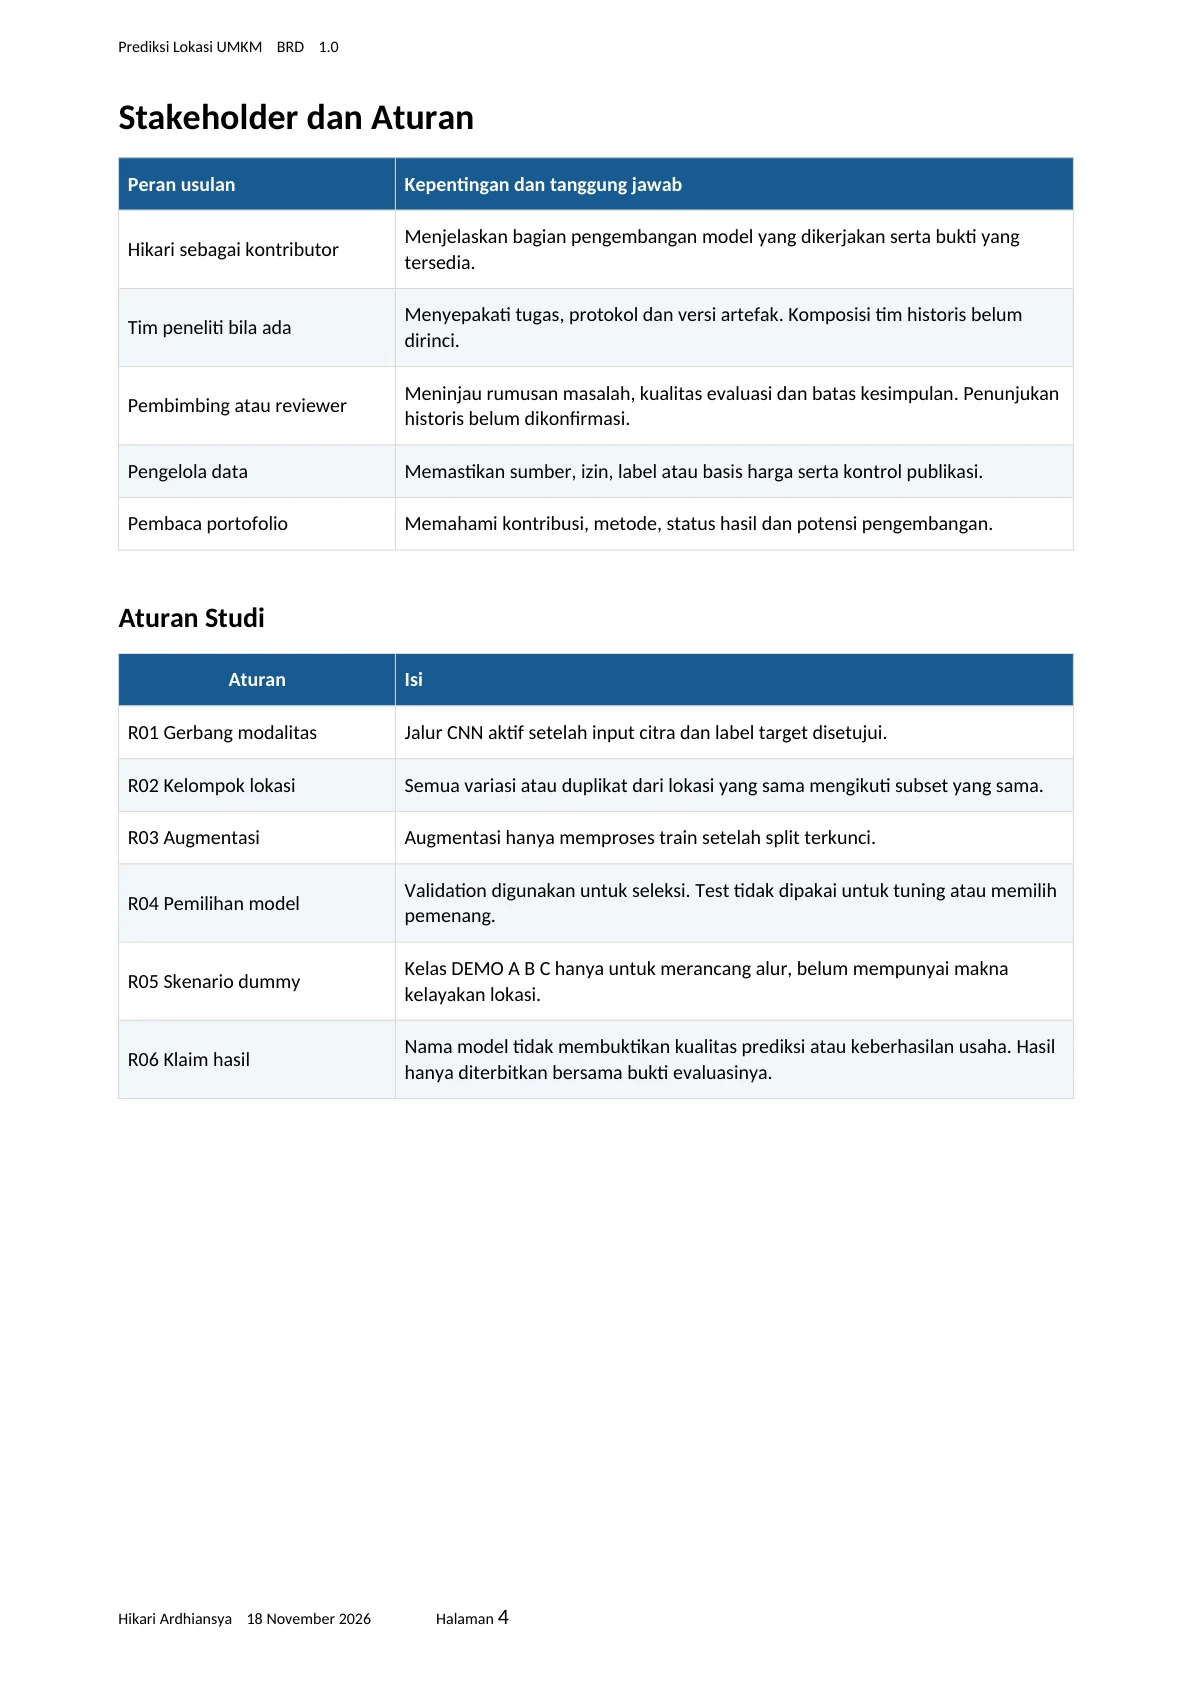 Prediksi Lokasi UMKM BRD 1.0
Stakeholder dan Aturan
Peran usulan
Kepentingan dan tanggung jawab
Hikari sebagai kontributor
Menjelaskan bagian pengembangan model yang dikerjakan serta bukti yang
tersedia.
Tim peneliti bila ada
Menyepakati tugas, protokol dan versi artefak. Komposisi tim historis belum
dirinci.
Pembimbing atau reviewer
Meninjau rumusan masalah, kualitas evaluasi dan batas kesimpulan. Penunjukan
historis belum dikonfirmasi.
Pengelola data
Memastikan sumber, izin, label atau basis harga serta kontrol publikasi.
Pembaca portofolio
Memahami kontribusi, metode, status hasil dan potensi pengembangan.
Aturan Studi
Aturan
Isi
R01 Gerbang modalitas
Jalur CNN aktif setelah input citra dan label target disetujui.
R02 Kelompok lokasi
Semua variasi atau duplikat dari lokasi yang sama mengikuti subset yang sama.
R03 Augmentasi
Augmentasi hanya memproses train setelah split terkunci.
R04 Pemilihan model
Validation digunakan untuk seleksi. Test tidak dipakai untuk tuning atau memilih
pemenang.
R05 Skenario dummy
Kelas DEMO A B C hanya untuk merancang alur, belum mempunyai makna
kelayakan lokasi.
R06 Klaim hasil
Nama model tidak membuktikan kualitas prediksi atau keberhasilan usaha. Hasil
hanya diterbitkan bersama bukti evaluasinya.
Hikari Ardhiansya 18 November 2026 Halaman 4